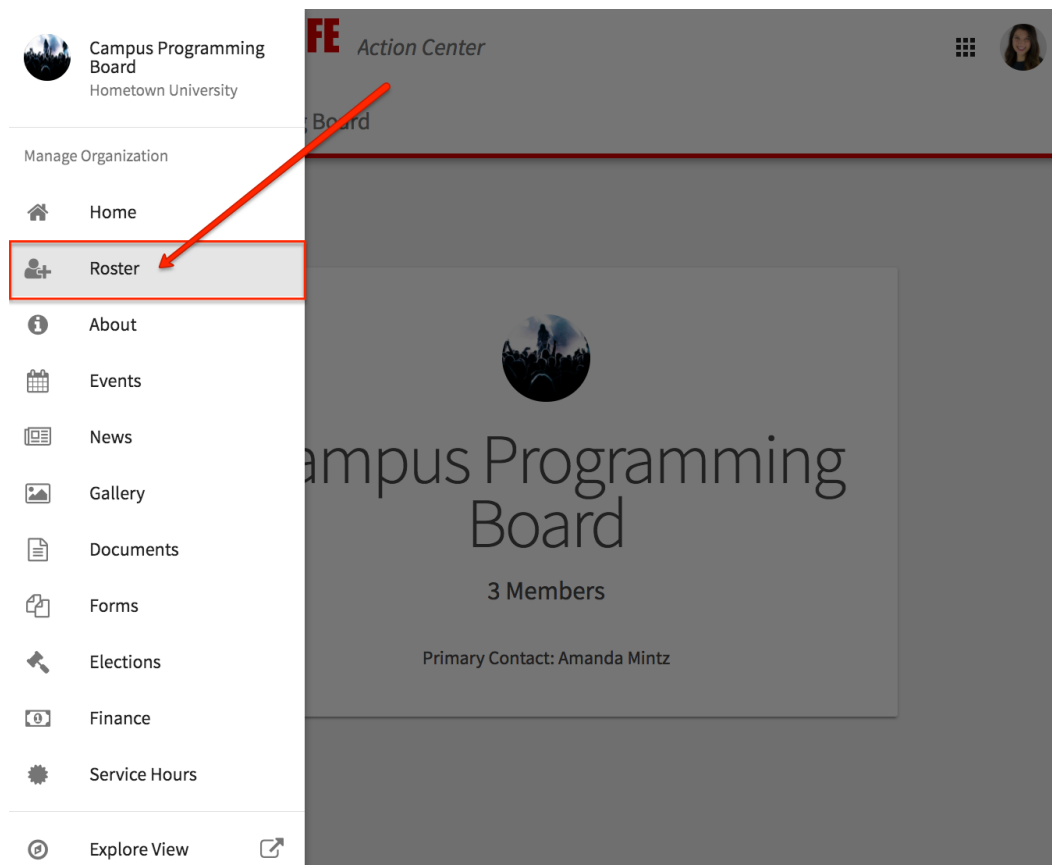 Campus Programming
Board
Hometown University
FE Action Center
Board
Manage Organization
Home
Roster
About
Events
News
Gallery
Documents
Forms
Elections
Finance
Service Hours
Explore View
ampus Programming
Board
3 Members
Primary Contact: Amanda Mintz